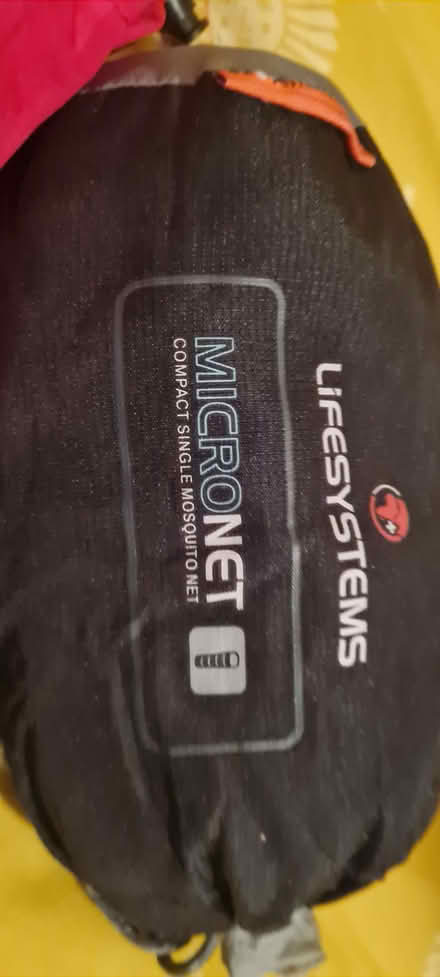 LIFESYSTEMS
MICRONET
COMPACT SINGLE MOSQUITO NET